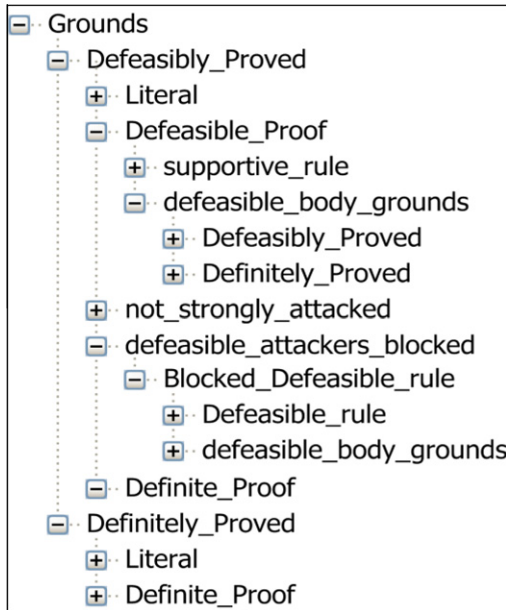 Grounds
Defeasibly_Proved
Literal
Defeasible_Proof
supportive_rule
defeasible_body_grounds
Defeasibly_Proved
Definitely_Proved
not_strongly_attacked
defeasible_attackers_blocked
Blocked_Defeasible_rule
Defeasible_rule
defeasible_body_grounds
Definite_Proof
Definitely_Proved
Literal
Definite_Proof